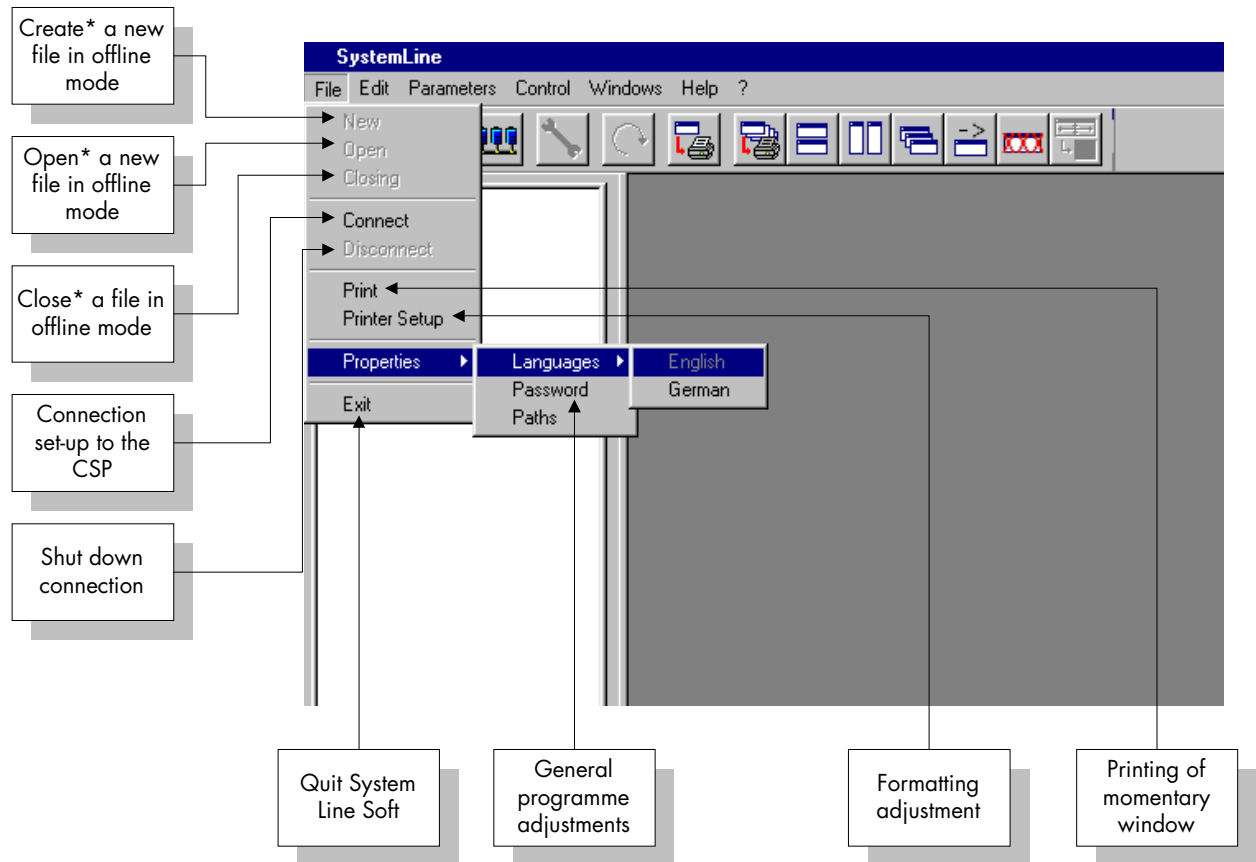 Create* a new
file in offline
mode
Open* a new
file in offline
mode
Close* a file in
offline mode
Connection
set-up to the
CSP
Shut down
connection
SystemLine
File Edit Parameters Control Windows Help ?
New
Open
Closing
Connect
Disconnect
Print
Printer Setup
Properties
Exit
Languages
Password
Paths
English
German
Quit System
Line Soft
General
programme
adjustments
Formatting
adjustment
Printing of
momentary
window